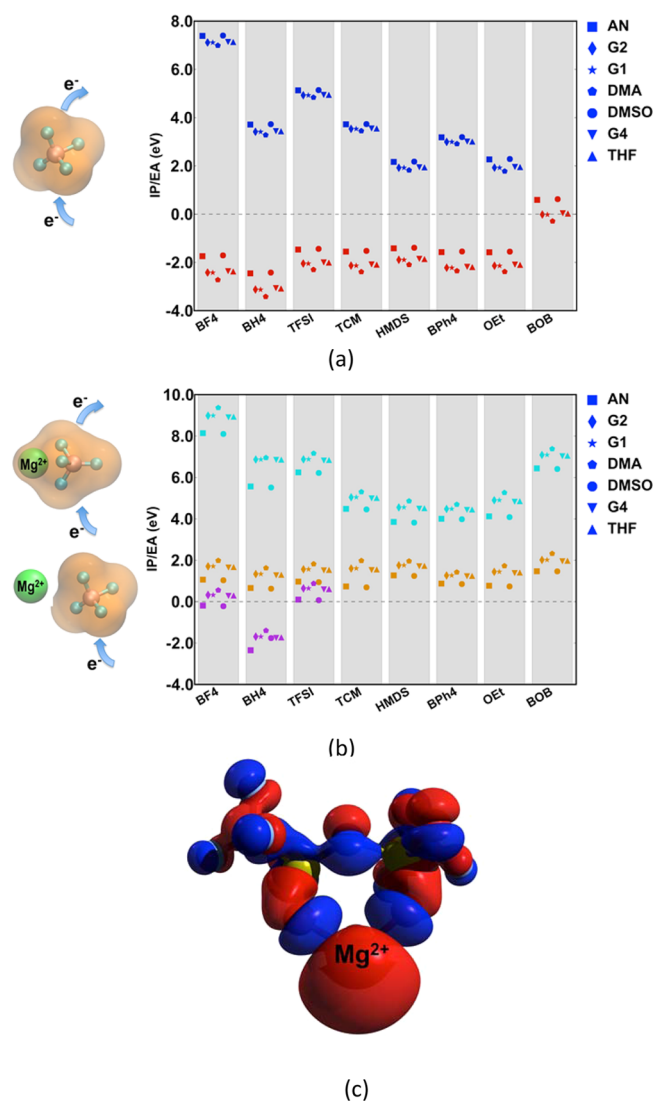 (a)
8.0
6.0
4.0
2.0
0.0
-2.0
-4.0
IP/EA (eV)
BF4 BH4 TFSI TCM HMDS BPh4 OEt BOB
AN
G2
G1
DMA
DMSO
G4
THF
e-
e-
(a)
10.0
8.0
6.0
4.0
2.0
0.0
-2.0
-4.0
IP/EA (eV)
BF4 BH4 TFSI TCM HMDS BPh4 OEt BOB
AN
G2
G1
DMA
DMSO
G4
THF
e-
Mg2+
e-
Mg2+
e-
(b)
Mg2+
(c)